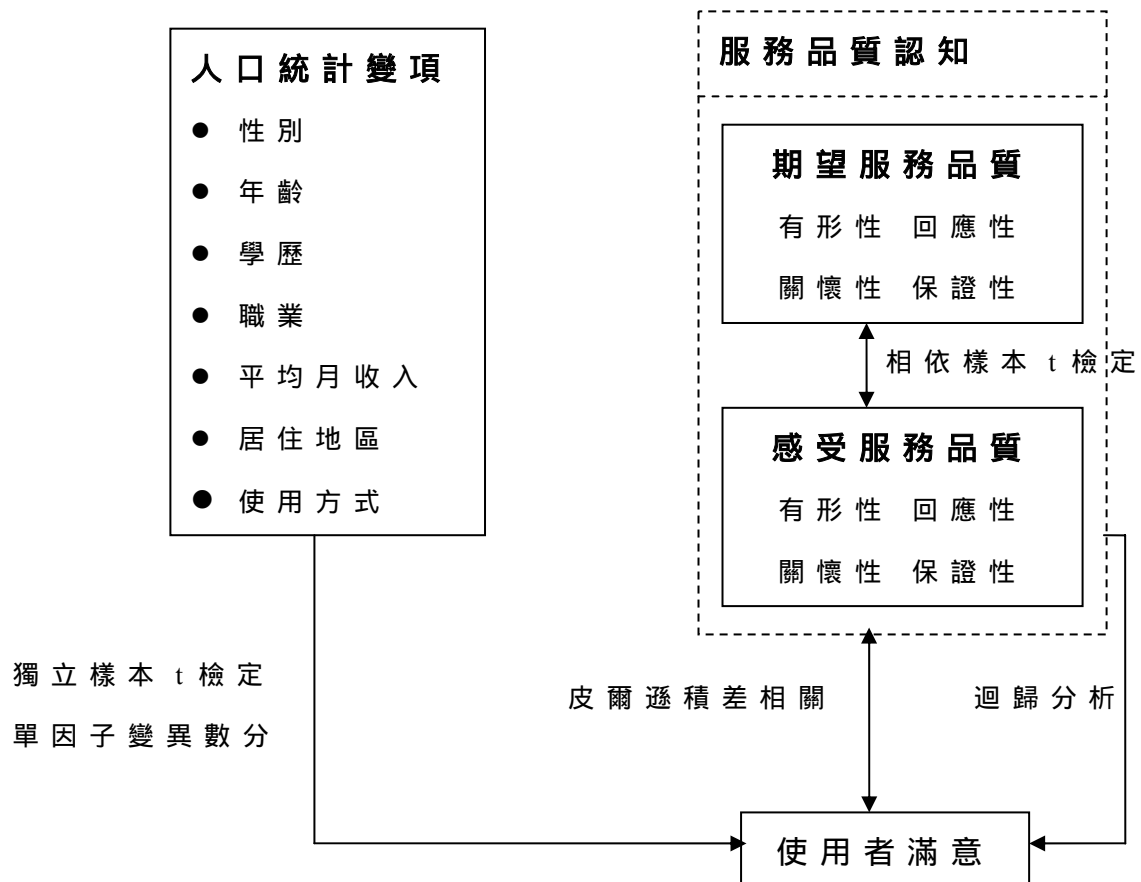 人口統計變項
● 性別
● 年齡
● 學歷
● 職業
● 平均月收入
● 居住地區
● 使用方式
服務品質認知
期望服務品質
有形性 回應性
關懷性 保證性
相依樣本 t 檢定
感受服務品質
有形性 回應性
關懷性 保證性
獨立樣本 t 檢定
單因子變異數分
皮爾遜積差相關
迴歸分析
使用者滿意